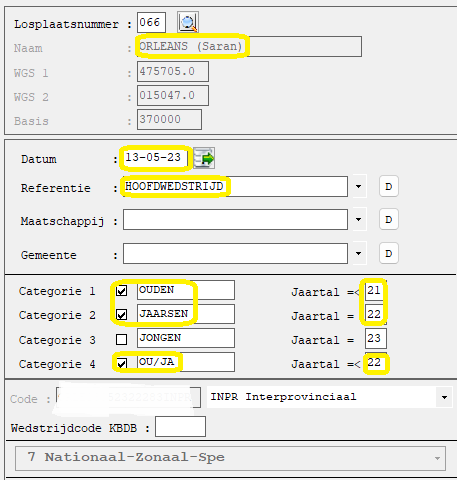 Losplaatsnummer : 066
Naam : ORLEANS (Saran)
WGS 1 : 475705.0
WGS 2 : 015047.0
Basis : 370000
Datum : 13-05-23
Referentie : HOOFDWEDSTRIJD D
Maatschappij : D
Gemeente : D
Categorie 1 OUDEN Jaartal =< 21
Categorie 2 JAARSEN Jaartal = 22
Categorie 3 JONGEN Jaartal = 23
Categorie 4 OU/JA Jaartal =< 22
Code : INPR Interprovinciaal
Wedstrijdcode KBDB :
7 Nationaal-Zonaal-Spe